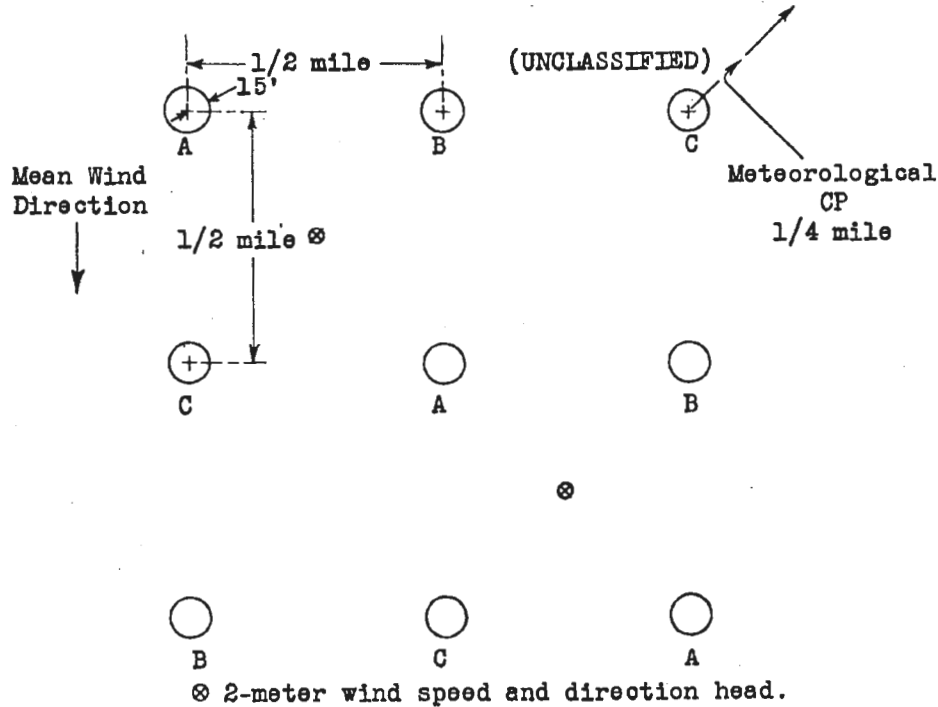 1/2 mile
(UNCLASSIFIED)
15'
A
B
C
Mean Wind
Direction
Meteorological
CP
1/4 mile
1/2 mile ⊗
C
A
B
⊗
B
C
A
⊗ 2-meter wind speed and direction head.